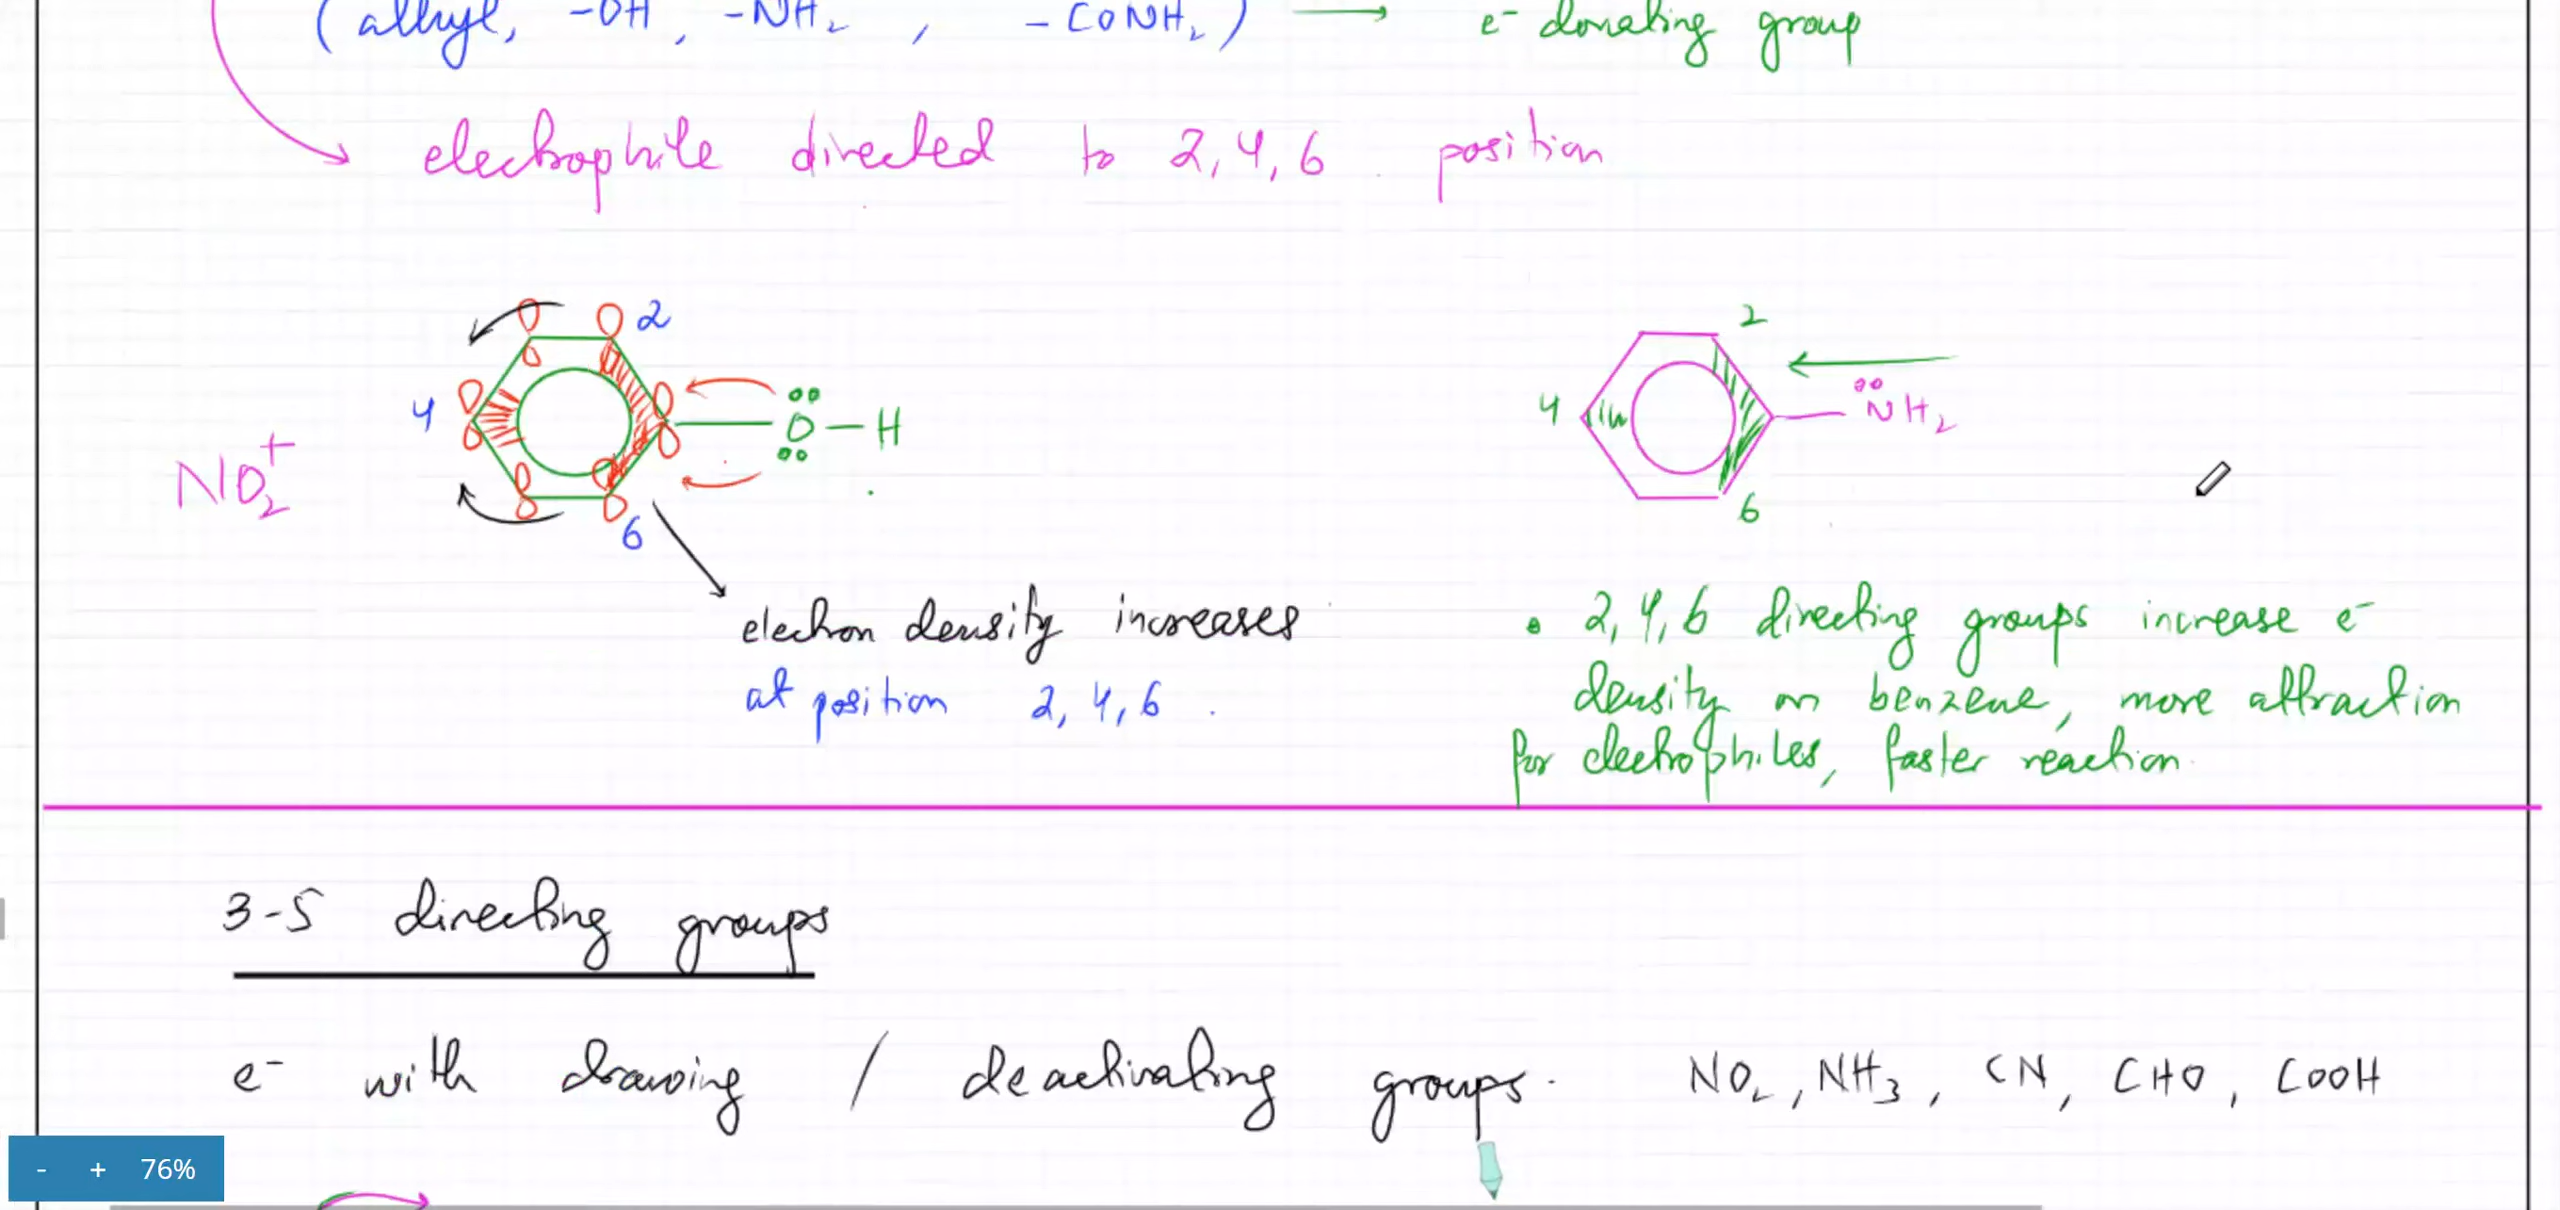 (alkyl, -OH, -NH₂, -CONH₂) → e⁻ donating group
electrophile directed to 2,4,6 position
2 2
4 O-H 4 NH₂
NO₂⁺
6 6
electron density increases
at position 2, 4, 6.
• 2,4,6 directing groups increase e⁻
density on benzene, more attraction
for electrophiles, faster reaction.
3-5 directing groups
e⁻ with drawing / deactivating groups. NO₂, NH₃, CN, CHO, COOH
- + 76%